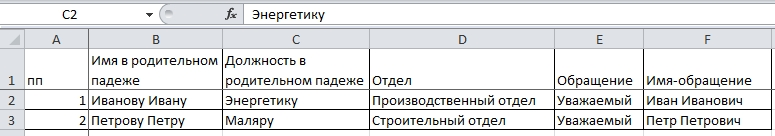 C2 fx Энергетику
A B C D E F
1 пп Имя в родительном падеже Должность в родительном падеже Отдел Обращение Имя-обращение
2 1 Иванову Ивану Энергетику Производственный отдел Уважаемый Иван Иванович
3 2 Петрову Петру Маляру Строительный отдел Уважаемый Петр Петрович